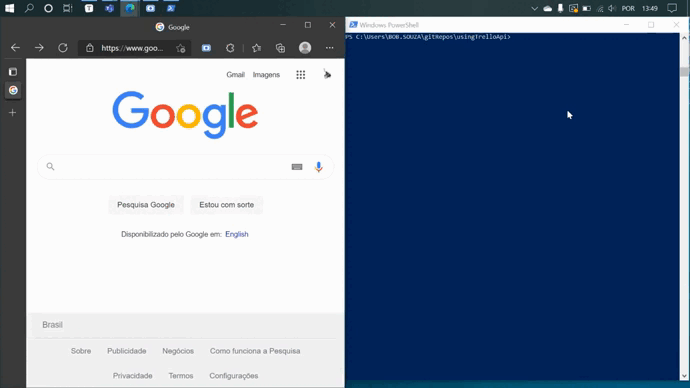 POR 13:49
Google
https://www.goo...
Windows PowerShell
PS C:\Users\BOB.SOUZA\gitRepos\usingTrelloApi>
Gmail Imagens
Google
Pesquisa Google Estou com sorte
Disponibilizado pelo Google em: English
Brasil
Sobre Publicidade Negócios Como funciona a Pesquisa
Privacidade Termos Configurações